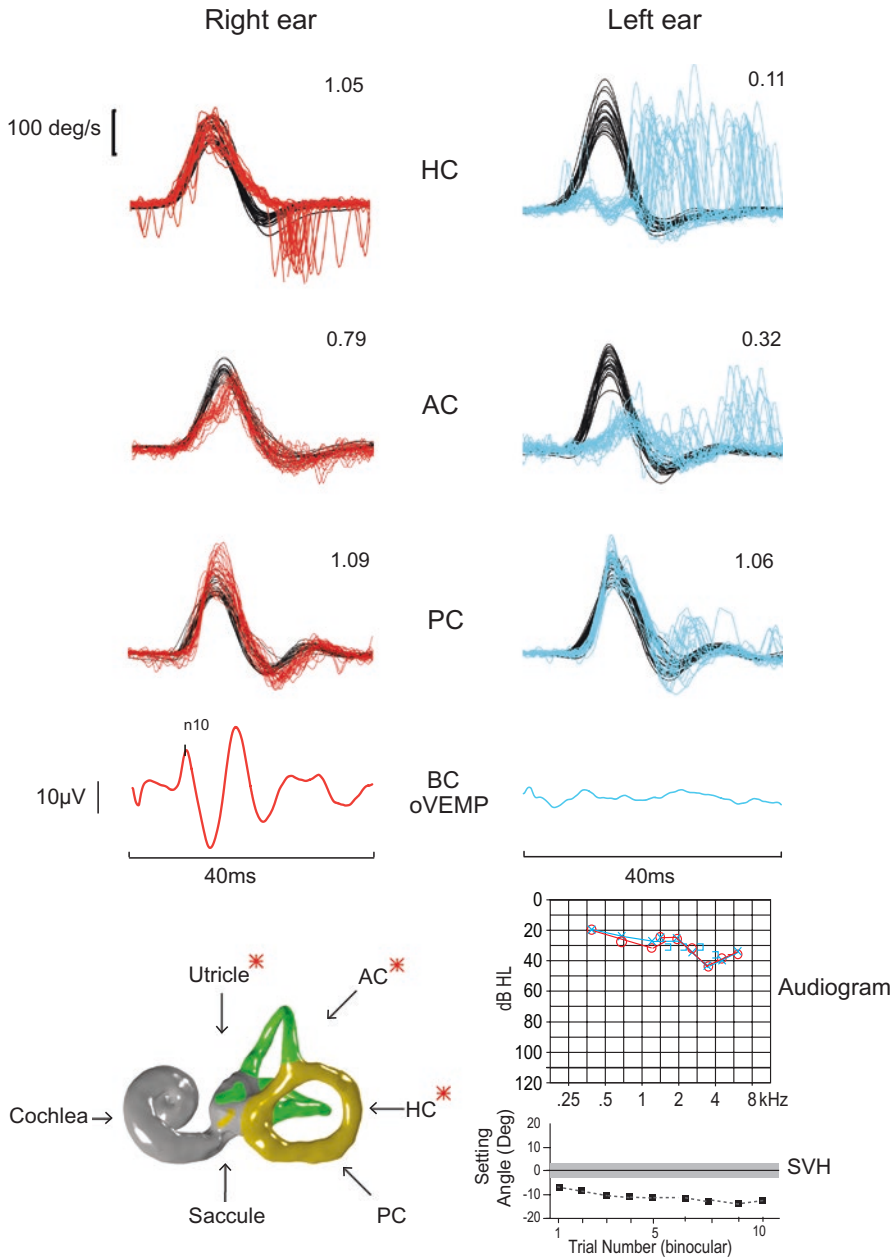 Right ear
Left ear
1.05
0.11
100 deg/s
HC
0.79
0.32
AC
1.09
1.06
PC
n10
10µV
BC
oVEMP
40ms
40ms
Utricle*
AC*
Cochlea
HC*
Saccule
PC
0
20
40
60
80
100
120
dB HL
.25 .5 1 2 4 8 kHz
Audiogram
20
10
0
-10
-20
Setting
Angle (Deg)
SVH
1 5 10
Trial Number (binocular)